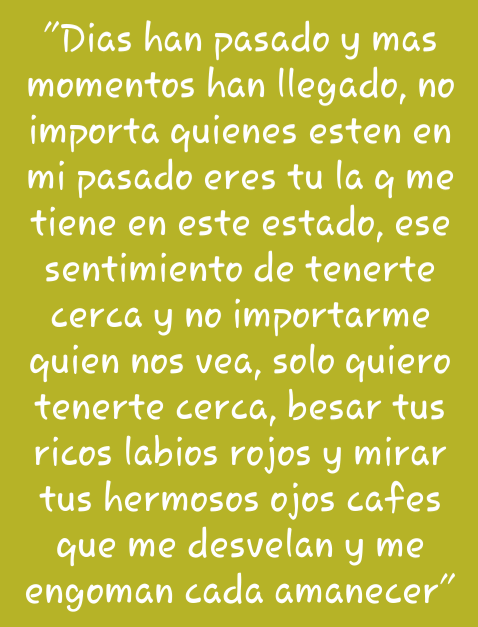 "Dias han pasado y mas
momentos han llegado, no
importa quienes esten en
mi pasado eres tu la q me
tiene en este estado, ese
sentimiento de tenerte
cerca y no importarme
quien nos vea, solo quiero
tenerte cerca, besar tus
ricos labios rojos y mirar
tus hermosos ojos cafes
que me desvelan y me
engoman cada amanecer"